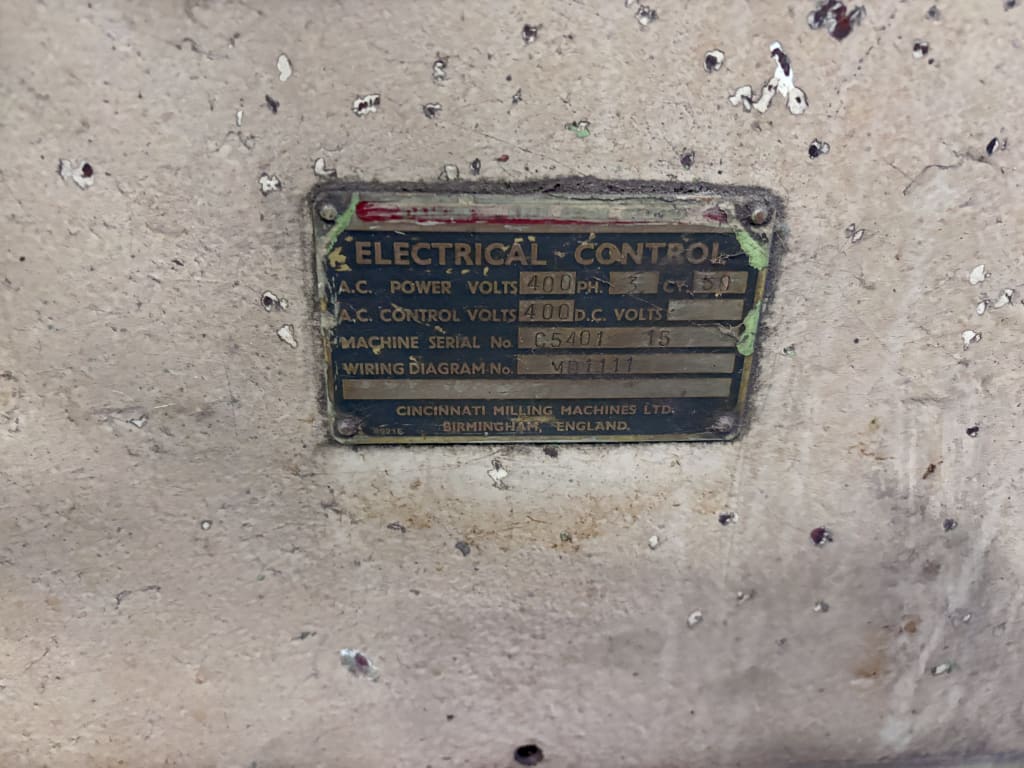 ELECTRICAL CONTROL
A.C. POWER VOLTS 400 PH. 3 CY. 50
A.C. CONTROL VOLTS 400 D.C. VOLTS
MACHINE SERIAL No. C5401 15
WIRING DIAGRAM No. MB1111
CINCINNATI MILLING MACHINES LTD.
BIRMINGHAM, ENGLAND.